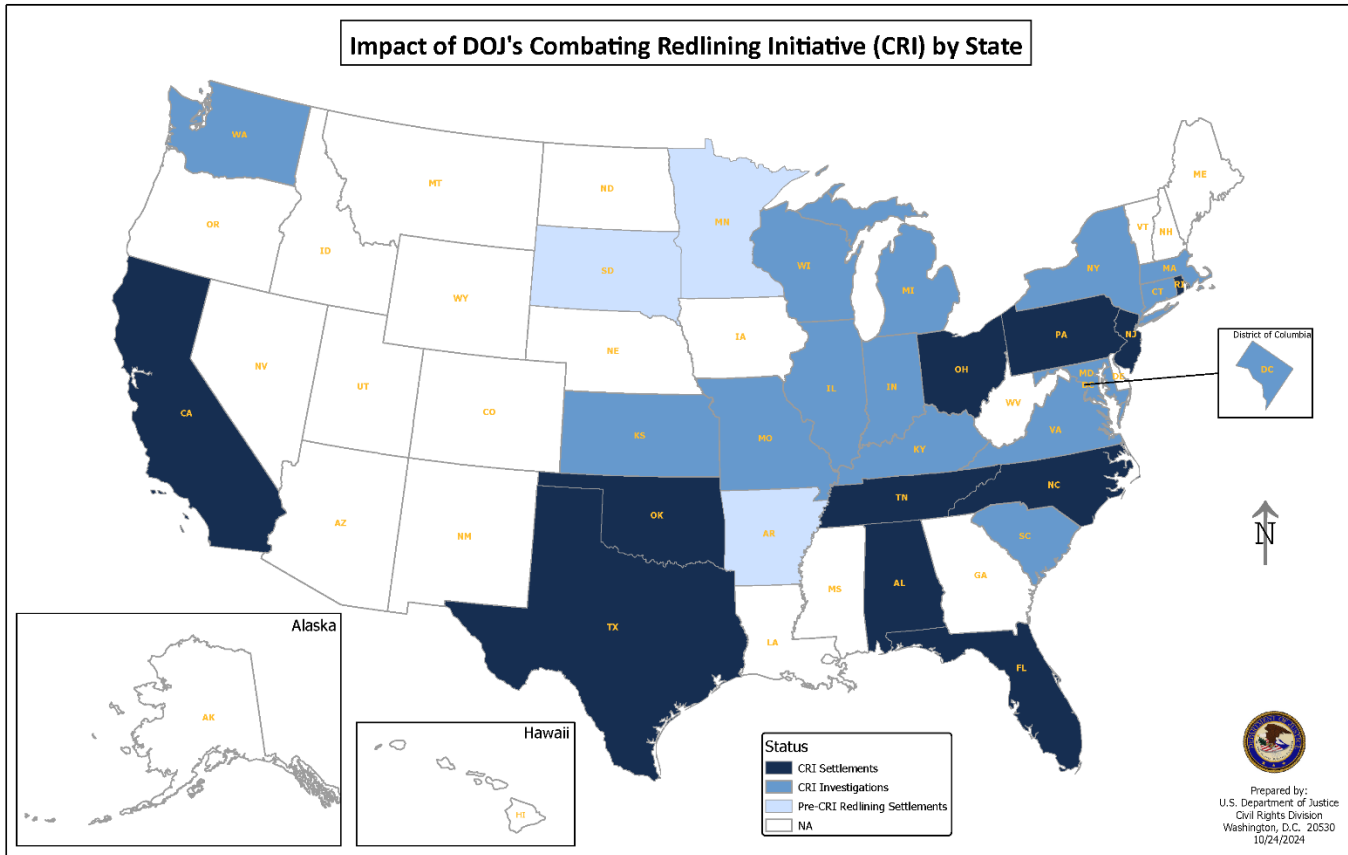 Impact of DOJ's Combating Redlining Initiative (CRI) by State
WA
MT
ND
MN
ME
OR
ID
SD
WI
MI
NY
VT
NH
MA
CT
RI
WY
IA
PA
NJ
NE
NV
UT
CO
IL
IN
OH
MD
DE
WV
VA
District of Columbia
DC
CA
KS
MO
KY
AZ
NM
OK
AR
TN
NC
SC
TX
LA
MS
AL
GA
FL
N
Alaska
AK
Hawaii
HI
Status
CRI Settlements
CRI Investigations
Pre-CRI Redlining Settlements
NA
Prepared by:
U.S. Department of Justice
Civil Rights Division
Washington, D.C. 20530
10/24/2024